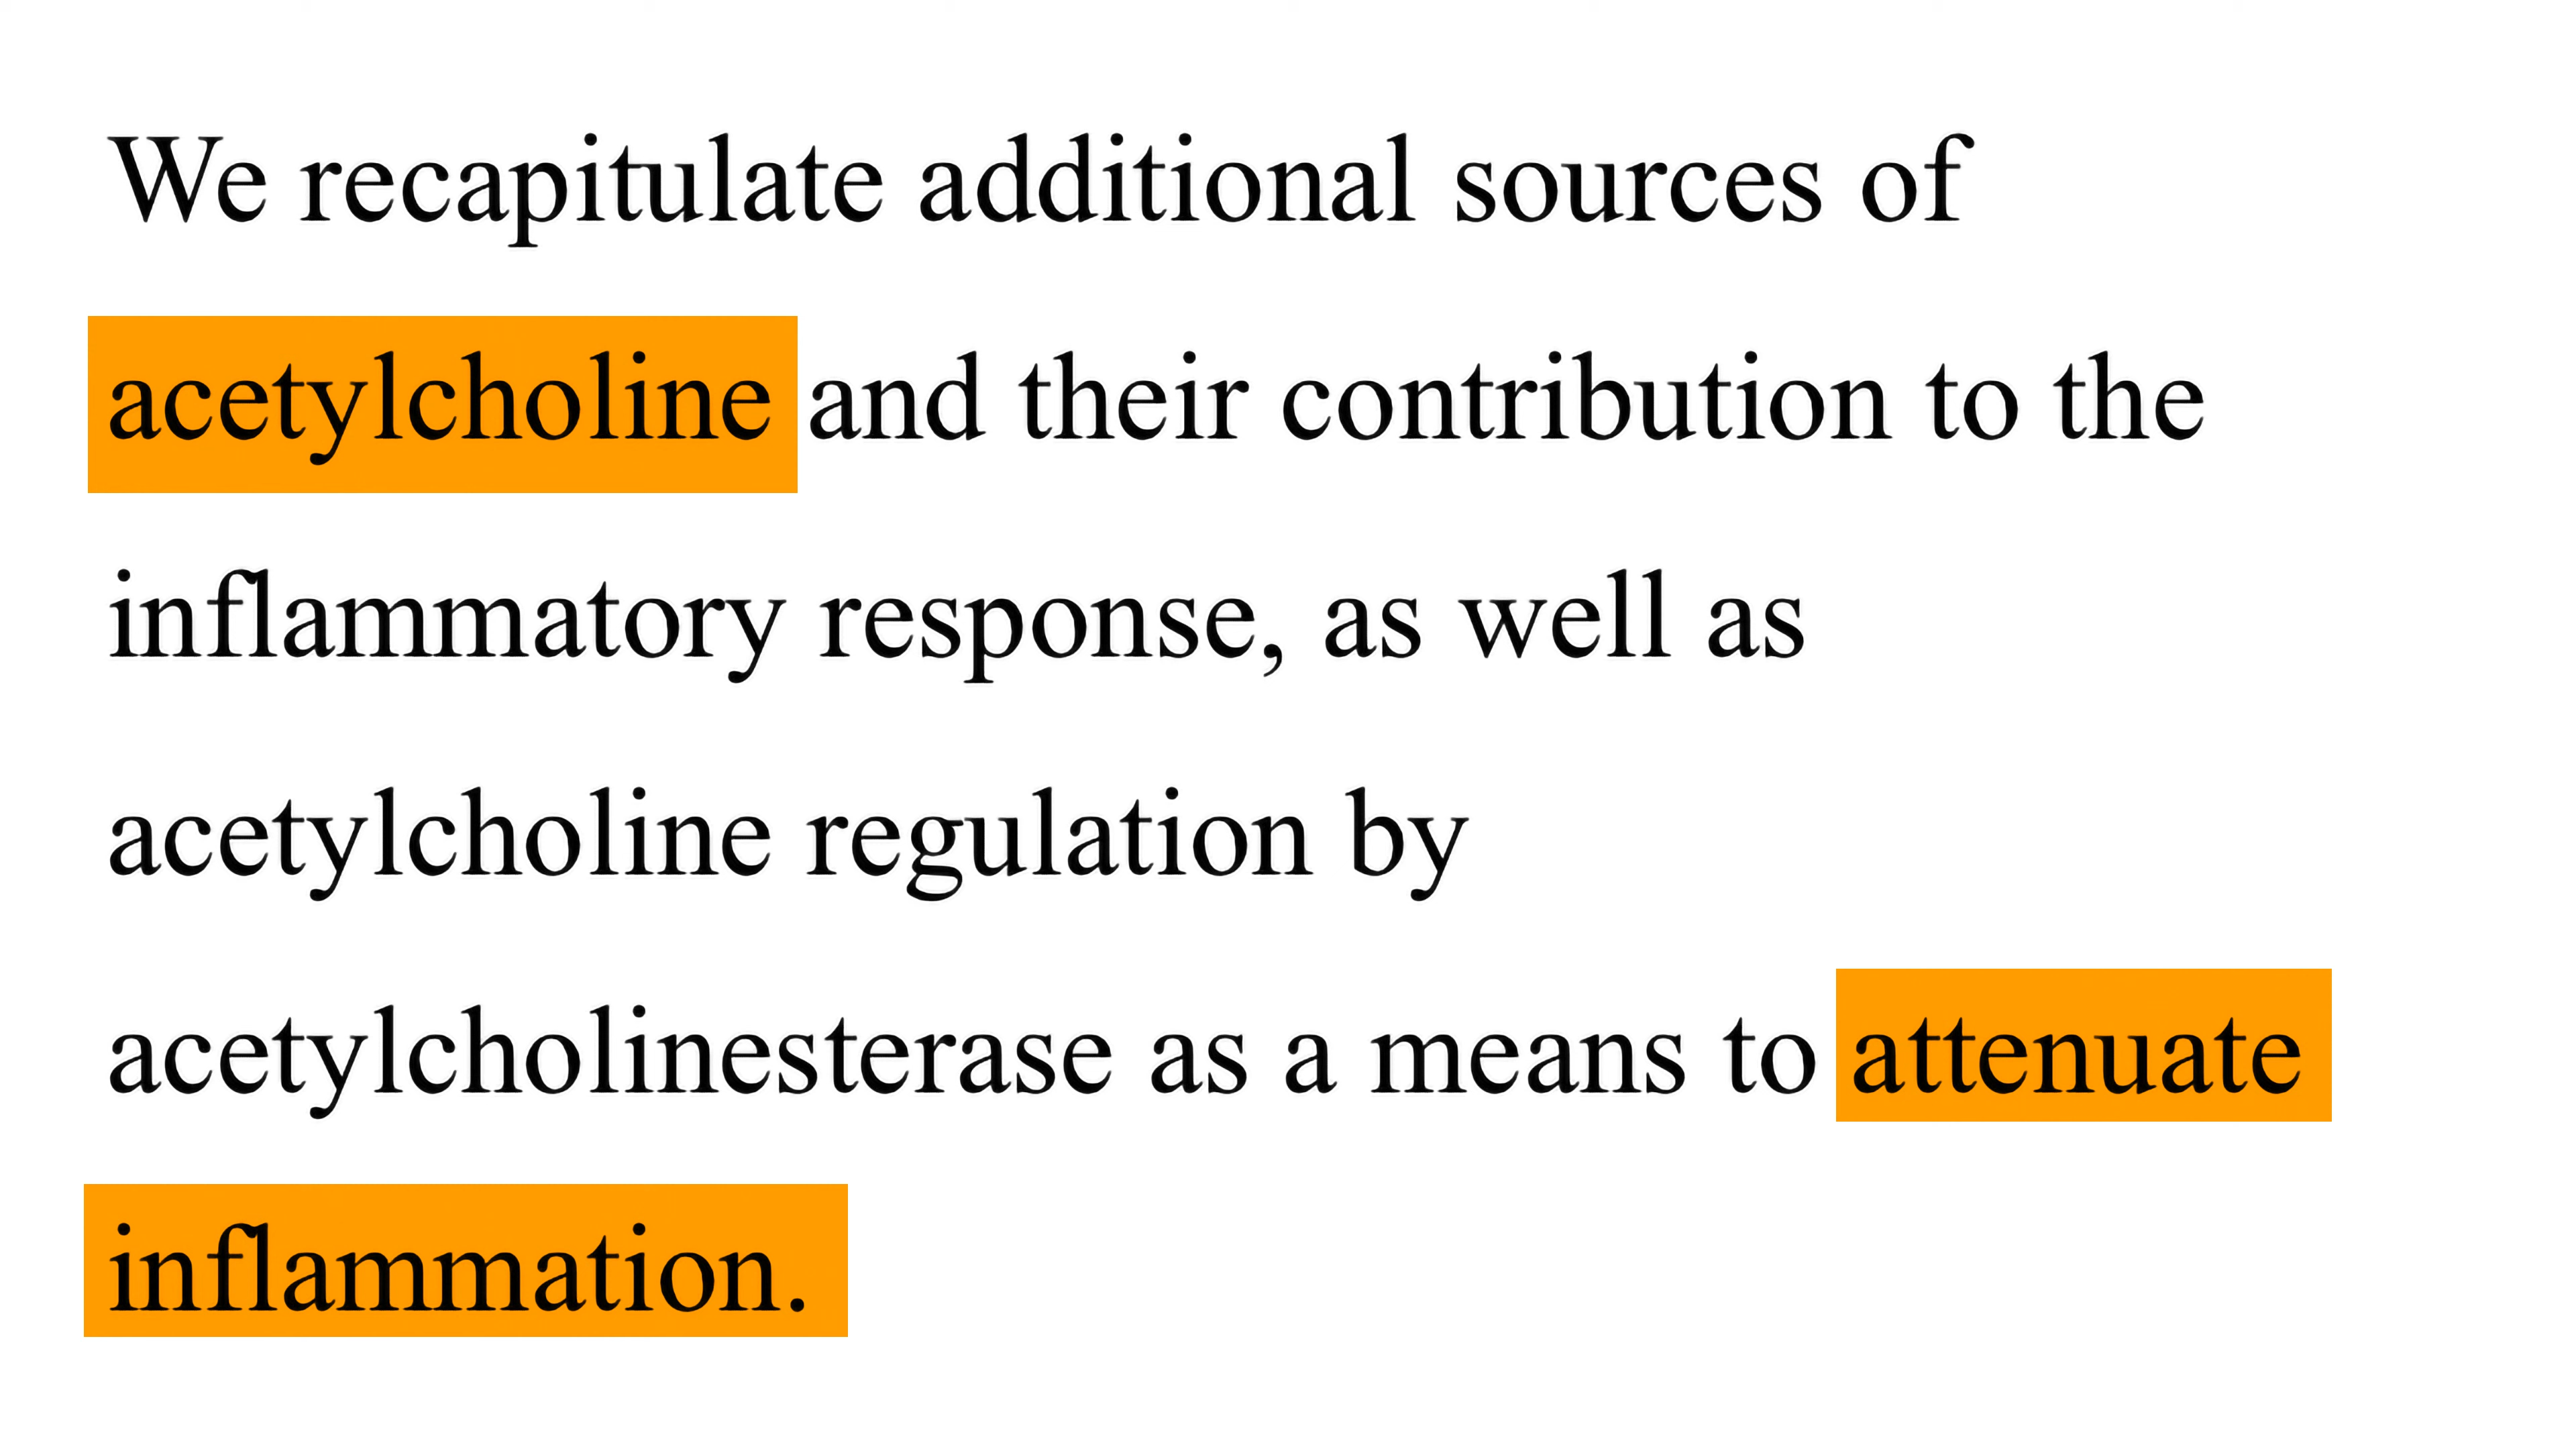 We recapitulate additional sources of
acetylcholine and their contribution to the
inflammatory response, as well as
acetylcholine regulation by
acetylcholinesterase as a means to attenuate
inflammation.